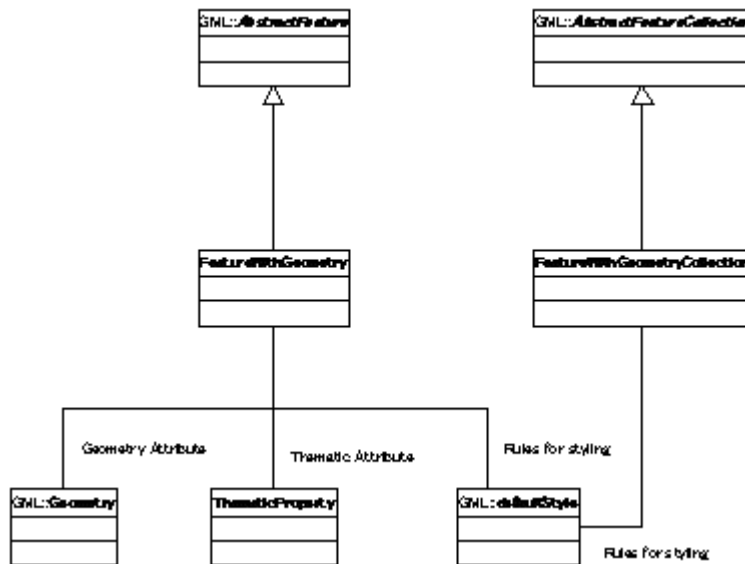 GML::AbstractFeature
GML::AbstractFeatureCollection
FeatureWithGeometry
FeatureWithGeometryCollection
Geometry Attribute
Thematic Attribute
Rules for styling
GML::Geometry
ThematicProperty
GML::defaultStyle
Rules for styling